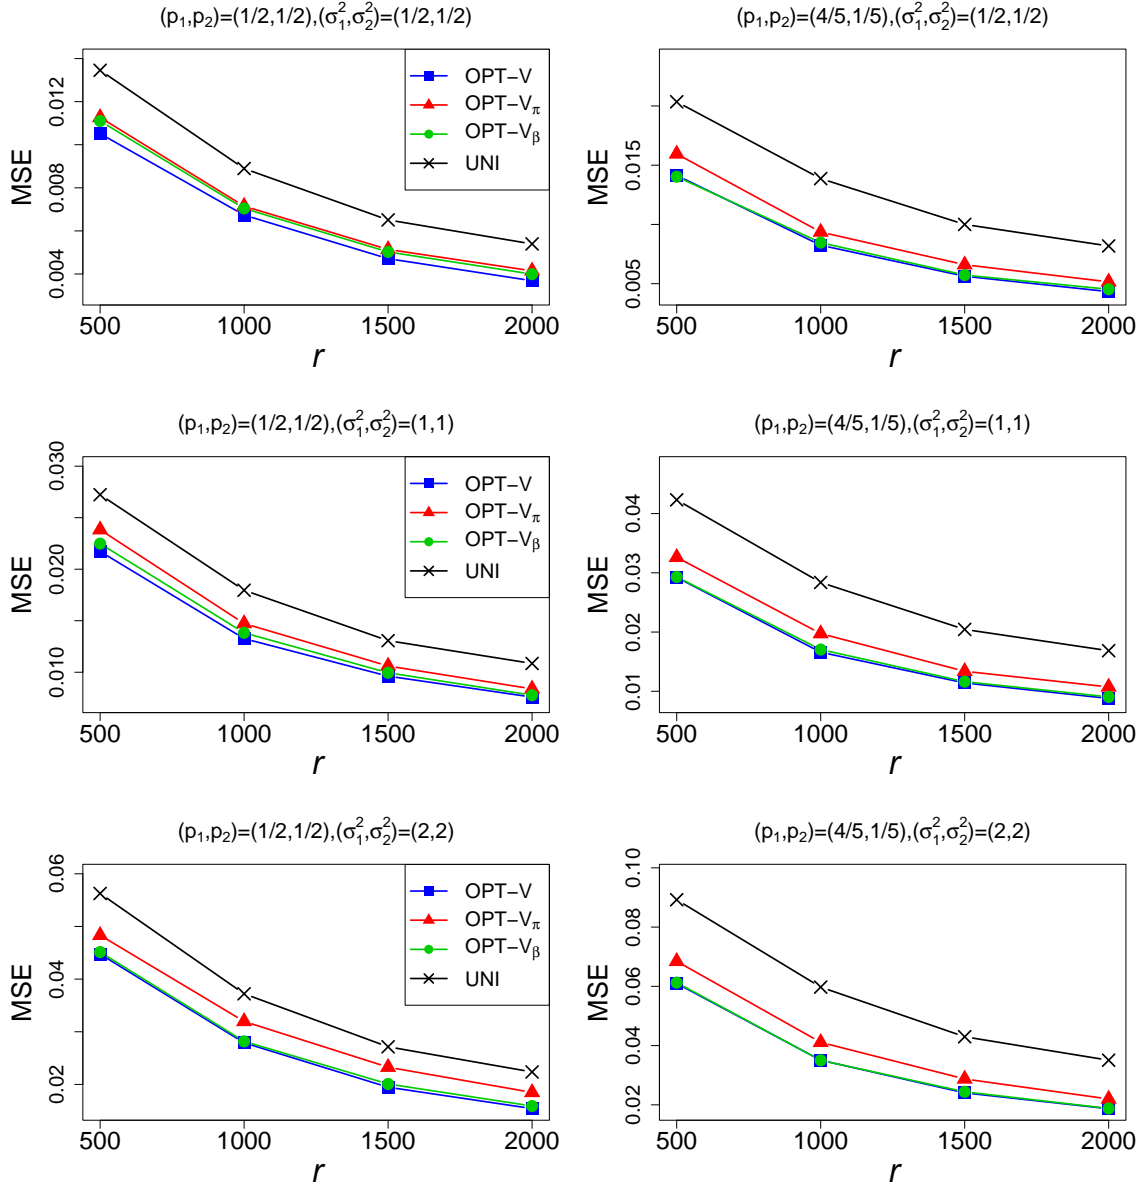 (p₁,p₂)=(1/2,1/2),(σ₁²,σ₂²)=(1/2,1/2)
MSE
0.004 0.008 0.012
OPT−V
OPT−Vπ
OPT−Vβ
UNI
500 1000 1500 2000
r
(p₁,p₂)=(4/5,1/5),(σ₁²,σ₂²)=(1/2,1/2)
MSE
0.005 0.015
500 1000 1500 2000
r
(p₁,p₂)=(1/2,1/2),(σ₁²,σ₂²)=(1,1)
MSE
0.010 0.020 0.030
OPT−V
OPT−Vπ
OPT−Vβ
UNI
500 1000 1500 2000
r
(p₁,p₂)=(4/5,1/5),(σ₁²,σ₂²)=(1,1)
MSE
0.01 0.02 0.03 0.04
500 1000 1500 2000
r
(p₁,p₂)=(1/2,1/2),(σ₁²,σ₂²)=(2,2)
MSE
0.02 0.04 0.06
OPT−V
OPT−Vπ
OPT−Vβ
UNI
500 1000 1500 2000
r
(p₁,p₂)=(4/5,1/5),(σ₁²,σ₂²)=(2,2)
MSE
0.02 0.04 0.06 0.08 0.10
500 1000 1500 2000
r